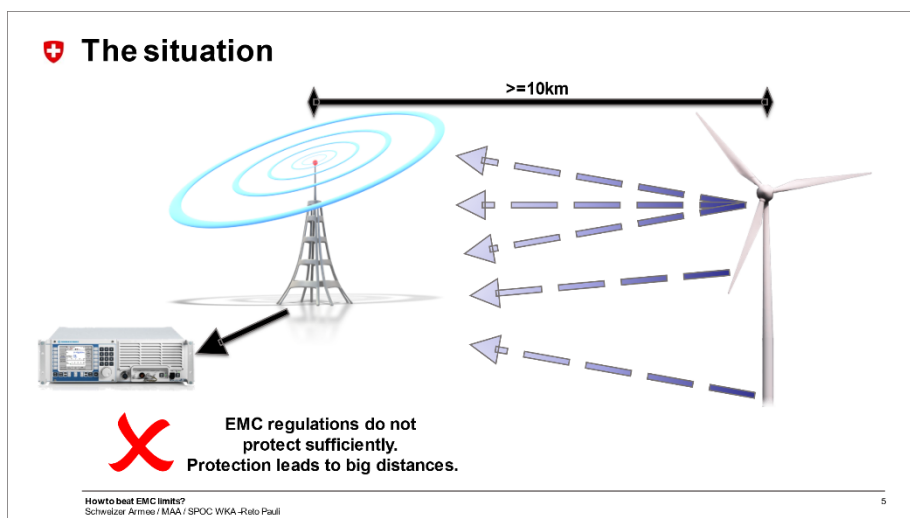 The situation
>=10km
EMC regulations do not
protect sufficiently.
Protection leads to big distances.
How to beat EMC limits?
Schweizer Armee / MAA / SPOC WKA -Reto Pauli
5